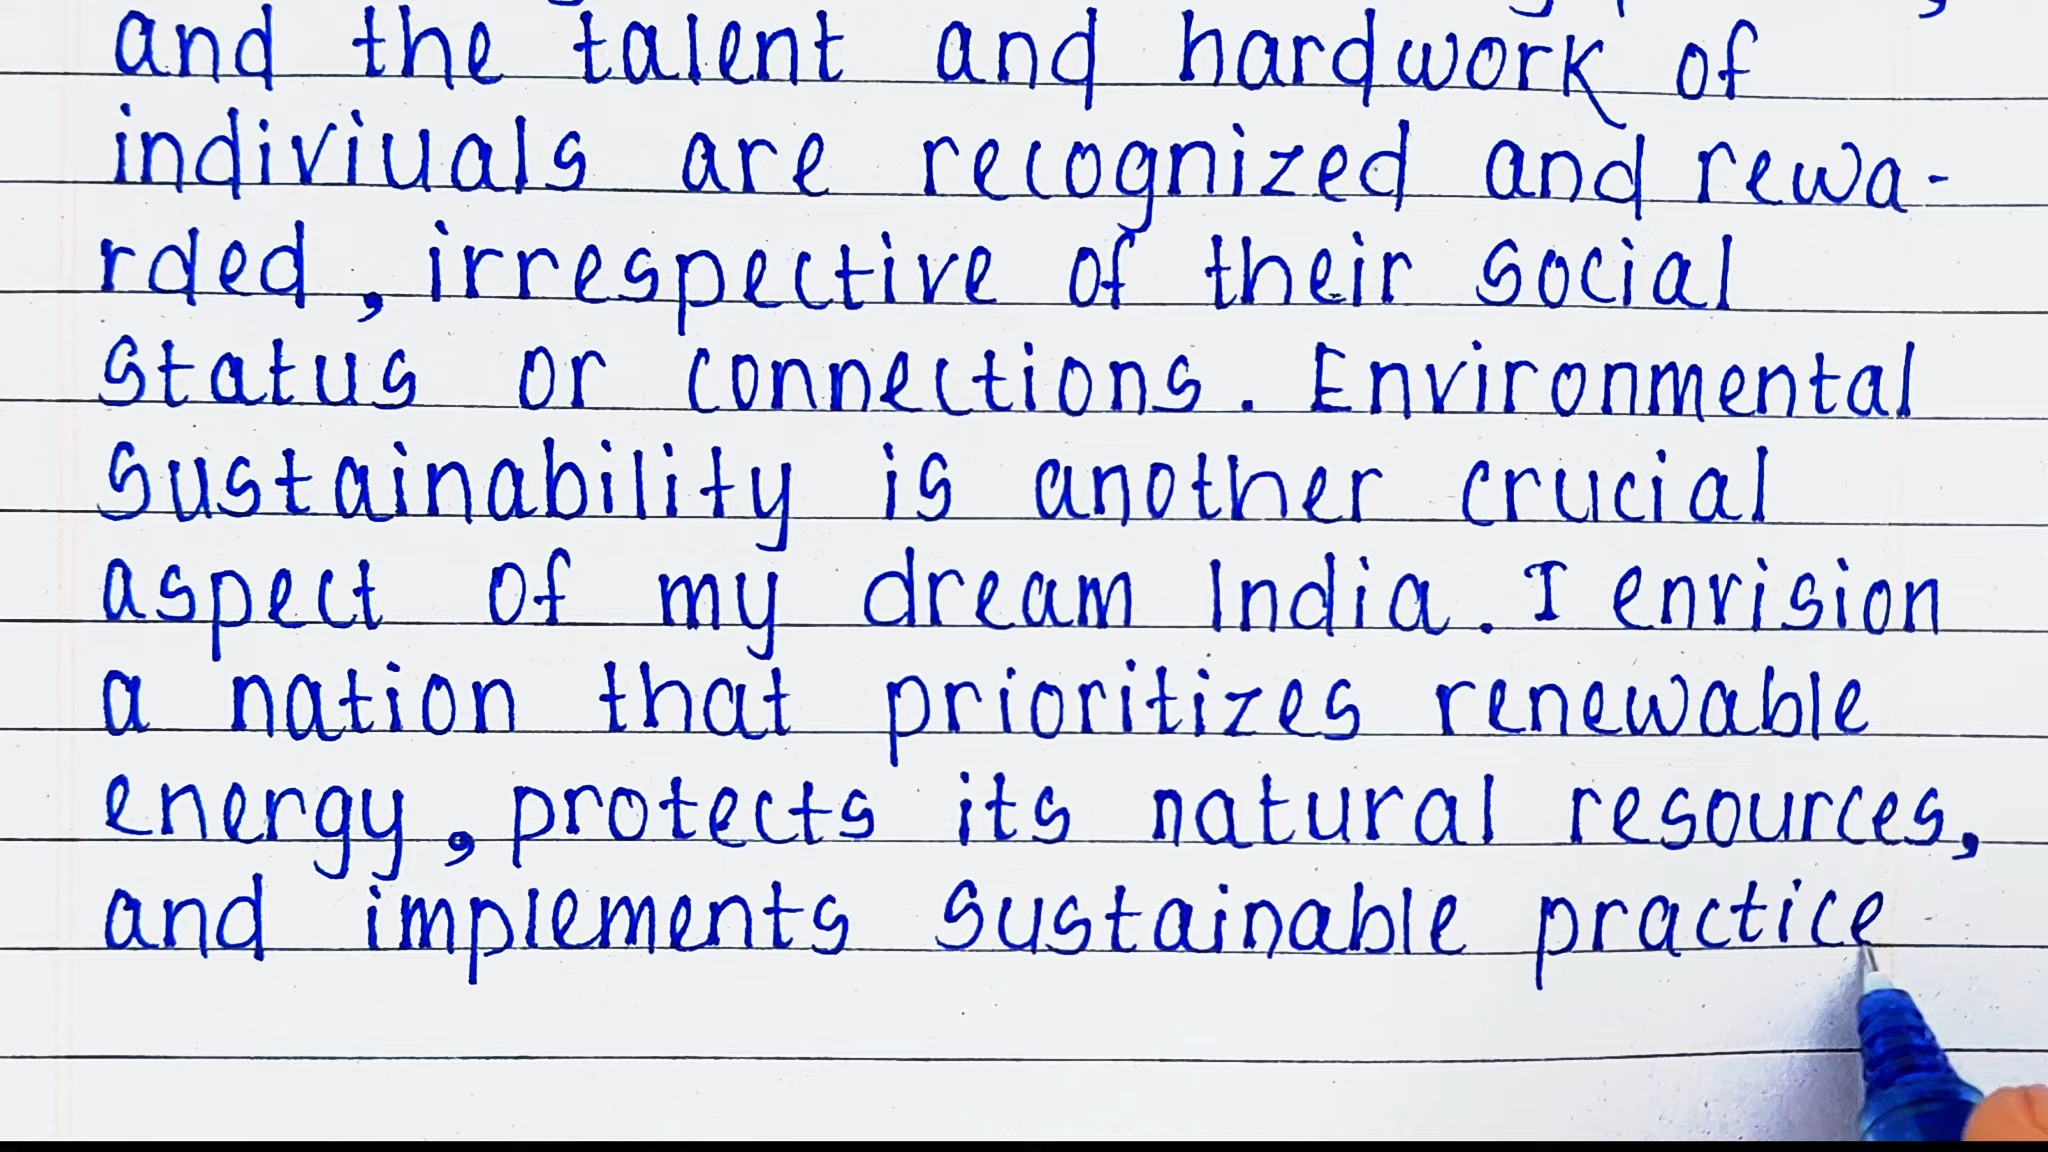 and the talent and hardwork of
indiviuals are recognized and rewa-
rded, irrespective of their social
status or connections. Environmental
sustainability is another crucial
aspect of my dream India. I envision
a nation that prioritizes renewable
energy, protects its natural resources,
and implements sustainable practice